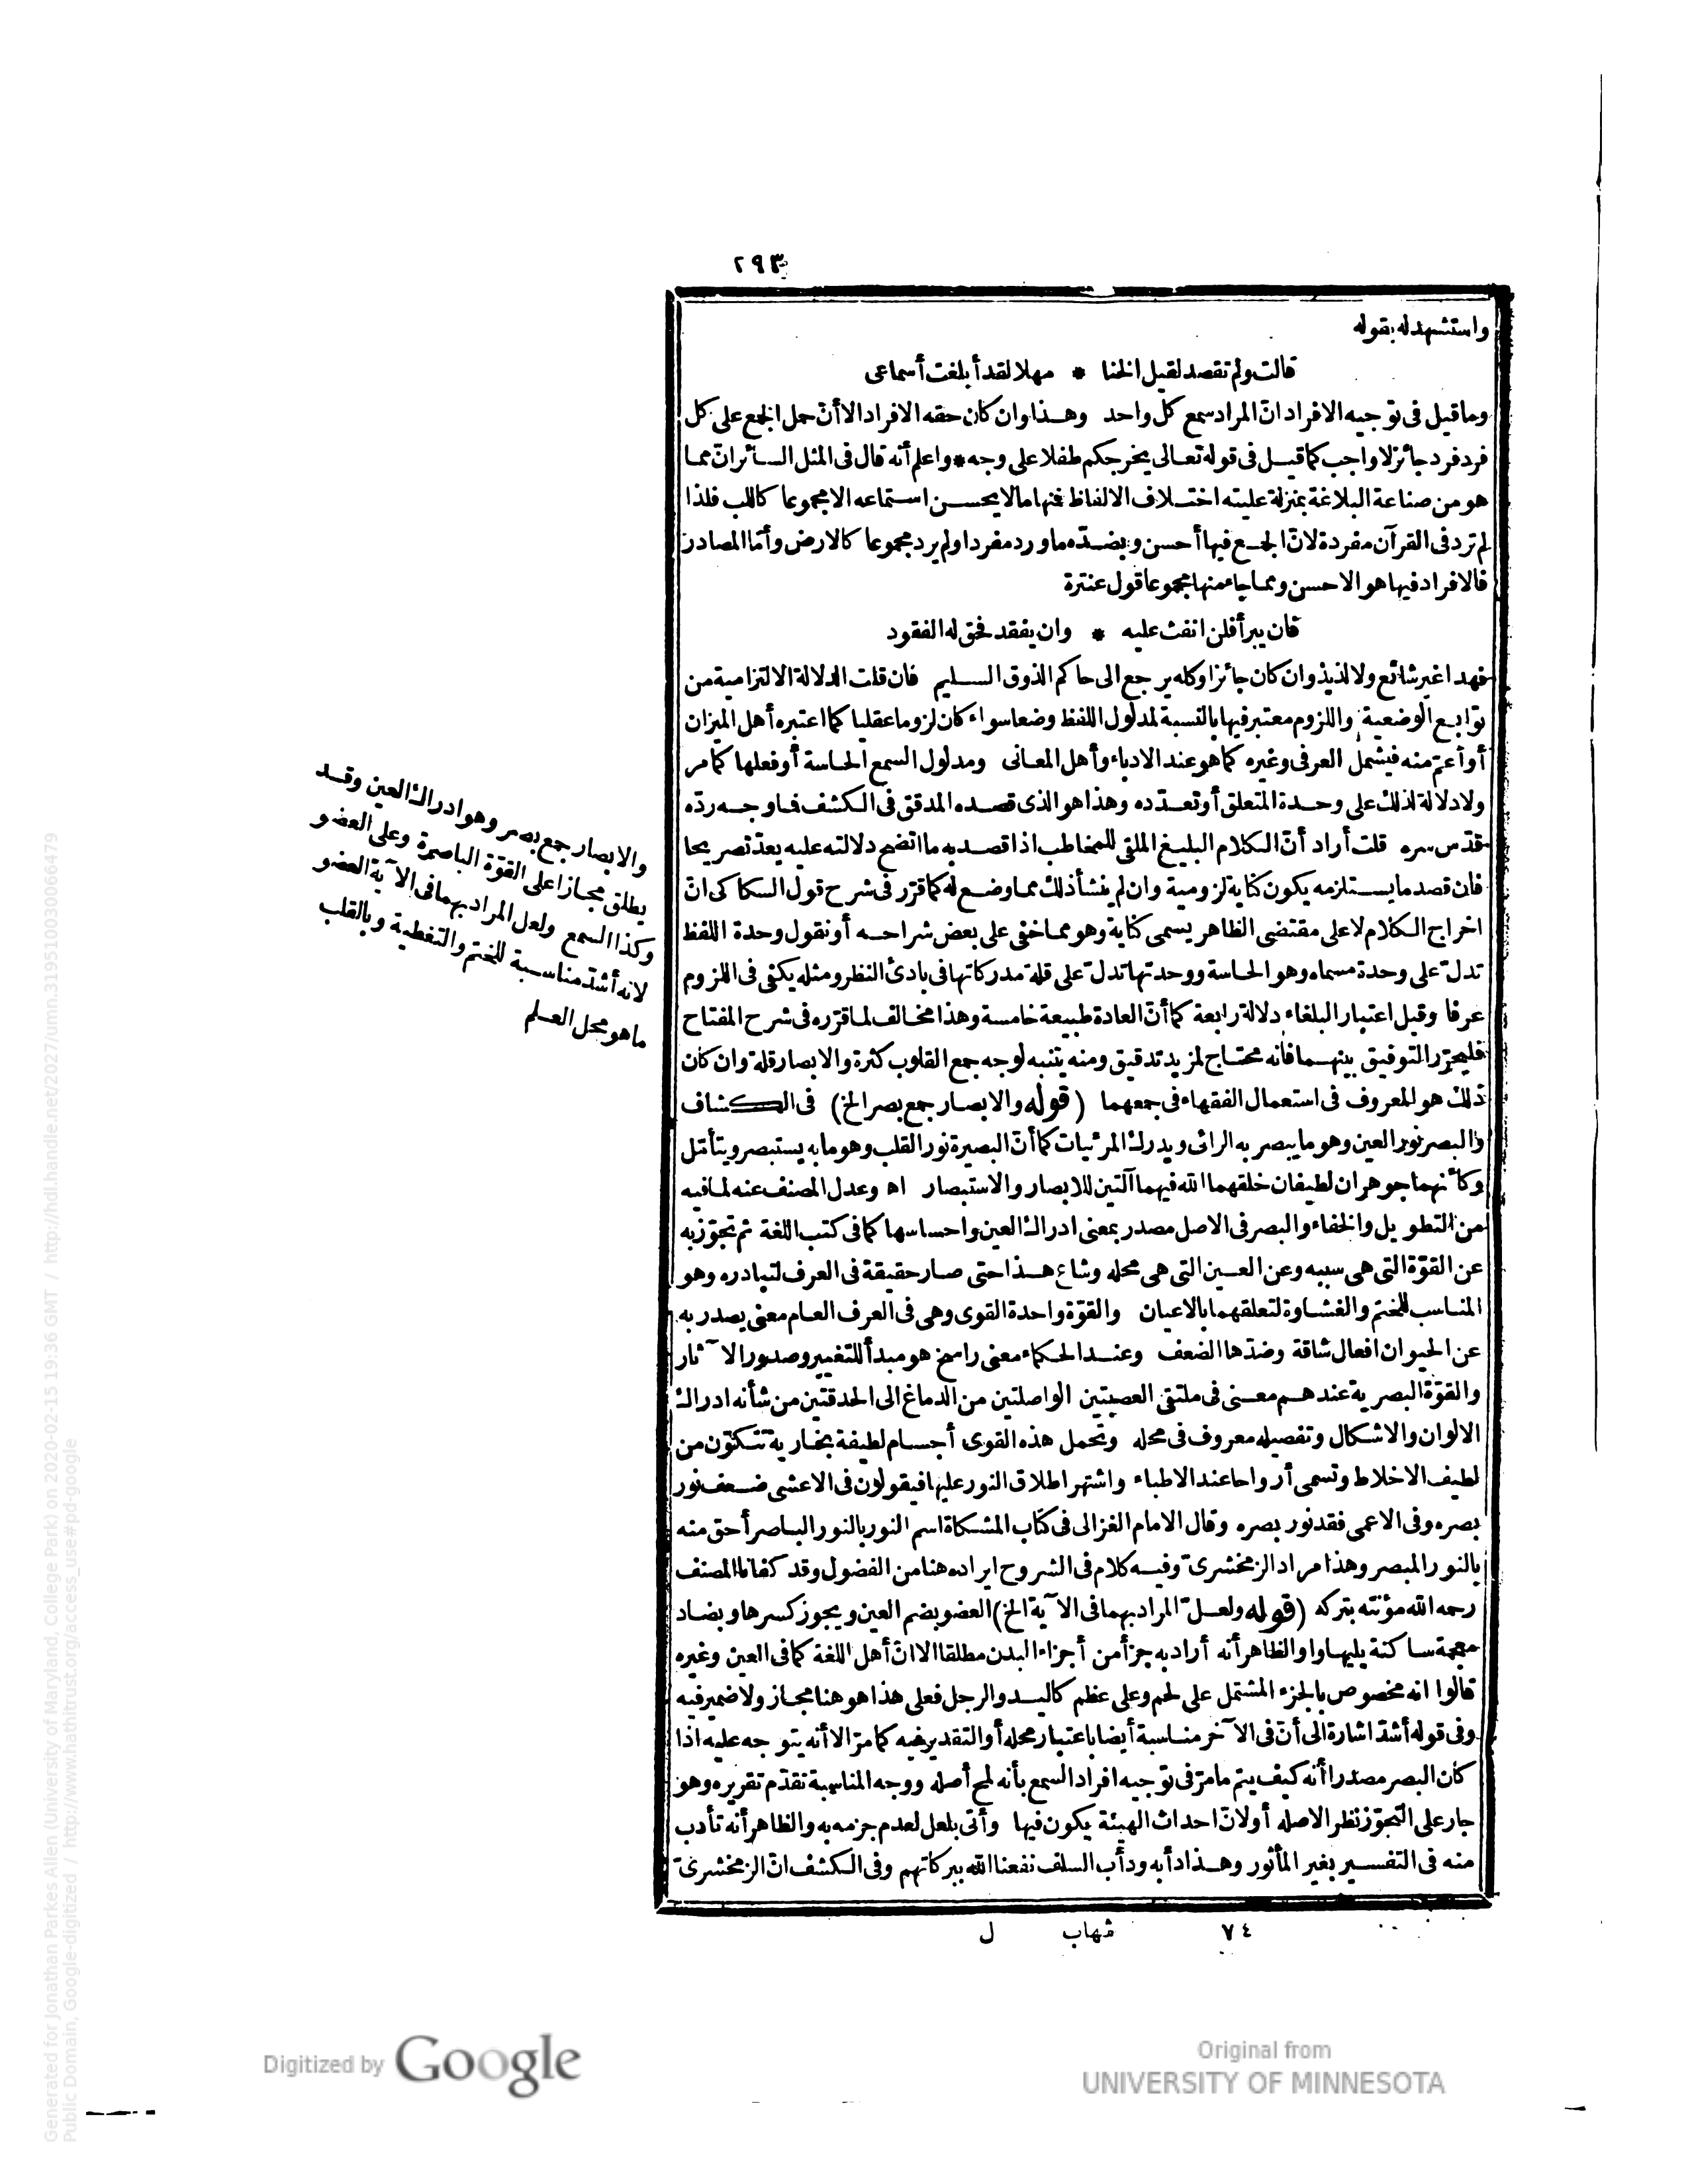 ٢٩٣
واستشهد له بقوله
قالت ولم تقصد لقيل الخنا * مهلا لقد أبلغت أسماعى
وما قيل فى توجيه الافراد انّ المراد سمع كل واحد وهذا وان كان حقه الافراد الا أنّ حمل الجمع على كل
فرد فرد جائز لا واجب كما قيل فى قوله تعالى يخرجكم طفلا على وجه * واعلم أنه قال فى المثل السائر انّ مما
هو من صناعة البلاغة بمنزلة علية اختلاف الالفاظ فمنها ما لا يحسن استماعه الا مجموعا كاللب فلذا
لم ترد فى القرآن مفردة لانّ الجمع فيها أحسن وبضدّه ما ورد مفردا ولم يرد مجموعا كالارض وأمّا المصادر
فالافراد فيها هو الاحسن ومما جاء منها مجموعا قول عنترة
فان يبرأ فلن انفث عليه * وان يفقد فحق له الفقود
فهذا غير شائع ولا لذيذ وان كان جائزا وكله يرجع الى حاكم الذوق السليم فان قلت الدلالة الالتزامية من
توابع الوضعية واللزوم معتبر فيها بالنسبة لمدلول اللفظ وضعا سواء كان لزوما عقليا كما اعتبره أهل الميزان
أو أعمّ منه فيشمل العرفى وغيره كما هو عند الادباء وأهل المعانى ومدلول السمع الحاسة أو فعلها كما مر
ولا دلالة لذلك على وحدة المتعلق أو تعدّده وهذا هو الذى قصده المدقق فى الكشف فما وجه ردّه
قدّس سره قلت أراد أنّ الكلام البليغ الملقى للمخاطب اذا قصد به ما اتضح دلالته عليه يعدّ تصريحا
فان قصد ما يستلزمه يكون كناية لزومية وان لم ينشأ ذلك مما وضع له كما قرّر فى شرح قول السكاكى انّ
اخراج الكلام لا على مقتضى الظاهر يسمى كناية وهو مما خفى على بعض شراحه أو نقول وحدة اللفظ
تدلّ على وحدة مسماه وهو الحاسة ووحدتها تدلّ على قلة مدركاتها فى بادئ النظر ومثله يكفى فى اللزوم
عرفا وقيل اعتبار البلغاء دلالة رابعة كما أنّ العادة طبيعة خامسة وهذا مخالف لما قرّره فى شرح المفتاح
فليحرّر التوفيق بينهما فانه محتاج لمزيد تدقيق ومنه يتنبه لوجه جمع القلوب كثرة والابصار قلة وان كان
ذلك هو المعروف فى استعمال الفقهاء فى جمعهما (قوله والابصار جمع بصر الخ) فى الكشاف
والبصر نور العين وهو ما يبصر به الرائى ويدرك المرئيات كما أنّ البصيرة نور القلب وهو ما به يستبصر ويتأمّل
وكأنهما جوهران لطيفان خلقهما الله فيهما آلتين للابصار والاستبصار اه وعدل المصنف عنه لما فيه
من التطويل والخفاء والبصر فى الاصل مصدر بمعنى ادراك العين واحساسها كما فى كتب اللغة ثم تجوّز به
عن القوّة التى هى سببه وعن العين التى هى محله وشاع هذا حتى صار حقيقة فى العرف لتبادره وهو
المناسب للختم والغشاوة لتعلقهما بالاعيان والقوّة واحدة القوى وهى فى العرف العام معنى يصدر به
عن الحيوان افعال شاقة وضدّها الضعف وعند الحكماء معنى راسخ هو مبدأ للتغيير وصدور الآثار
والقوّة البصرية عندهم معنى فى ملتقى العصبتين الواصلتين من الدماغ الى الحدقتين من شأنه ادراك
الالوان والاشكال وتفصيله معروف فى محله وتحمل هذه القوى أجسام لطيفة بخارية تتكوّن من
لطيف الاخلاط وتسمى أرواحا عند الاطباء واشتهر اطلاق النور عليها فيقولون فى الاعشى ضعف نور
بصره وفى الاعمى فقد نور بصره وقال الامام الغزالى فى كتاب المشكاة اسم النور بالنور الباصر أحق منه
بالنور المبصر وهذا مراد الزمخشرىّ وفيه كلام فى الشروح ايراده هنا من الفضول وقد كفانا المصنف
رحمه الله مؤنته بتركه (قوله ولعلّ المراد بهما فى الآية الخ) العضو بضم العين ويجوز كسرها وبضاد
معجمة ساكنة يليها واو والظاهر أنه أراد به جزأ من أجزاء البدن مطلقا الا انّ أهل اللغة كما فى العين وغيره
قالوا انه مخصوص بالجزء المشتمل على لحم وعلى عظم كاليد والرجل فعلى هذا هو هنا مجاز ولا ضمير فيه
وفى قوله أشدّ اشارة الى أنّ فى الآخر مناسبة أيضا باعتبار محله أو التقدير فيه كما مرّ الا أنه يتوجه عليه اذا
كان البصر مصدرا أنه كيف يتم ما مرّ فى توجيه افراد السمع بأنه لمح أصله ووجه المناسبة تقدّم تقريره وهو
جار على التجوّز نظر الاصله أولانّ احداث الهيئة يكون فيها وأتى بلعل لعدم جزمه به والظاهر أنه تأدب
منه فى التفسير بغير المأثور وهذا دأبه ودأب السلف نفعنا الله ببركاتهم وفى الكشف انّ الزمخشرىّ
والابصار جمع بصر وهو ادراك العين وقد
يطلق مجازا على القوّة الباصرة وعلى العضو
وكذا السمع ولعل المراد بهما فى الآية العضو
لانه أشدّ مناسبة للختم والتغطية وبالقلب
ما هو محل العلم
٧٤ شهاب ل
Digitized by Google
Original from
UNIVERSITY OF MINNESOTA
Generated for Jonathan Parkes Allen (University of Maryland, College Park) on 2020-02-15 19:36 GMT / http://hdl.handle.net/2027/umn.31951003006647​9
Public Domain, Google-digitized / http://www.hathitrust.org/access_use#pd-google